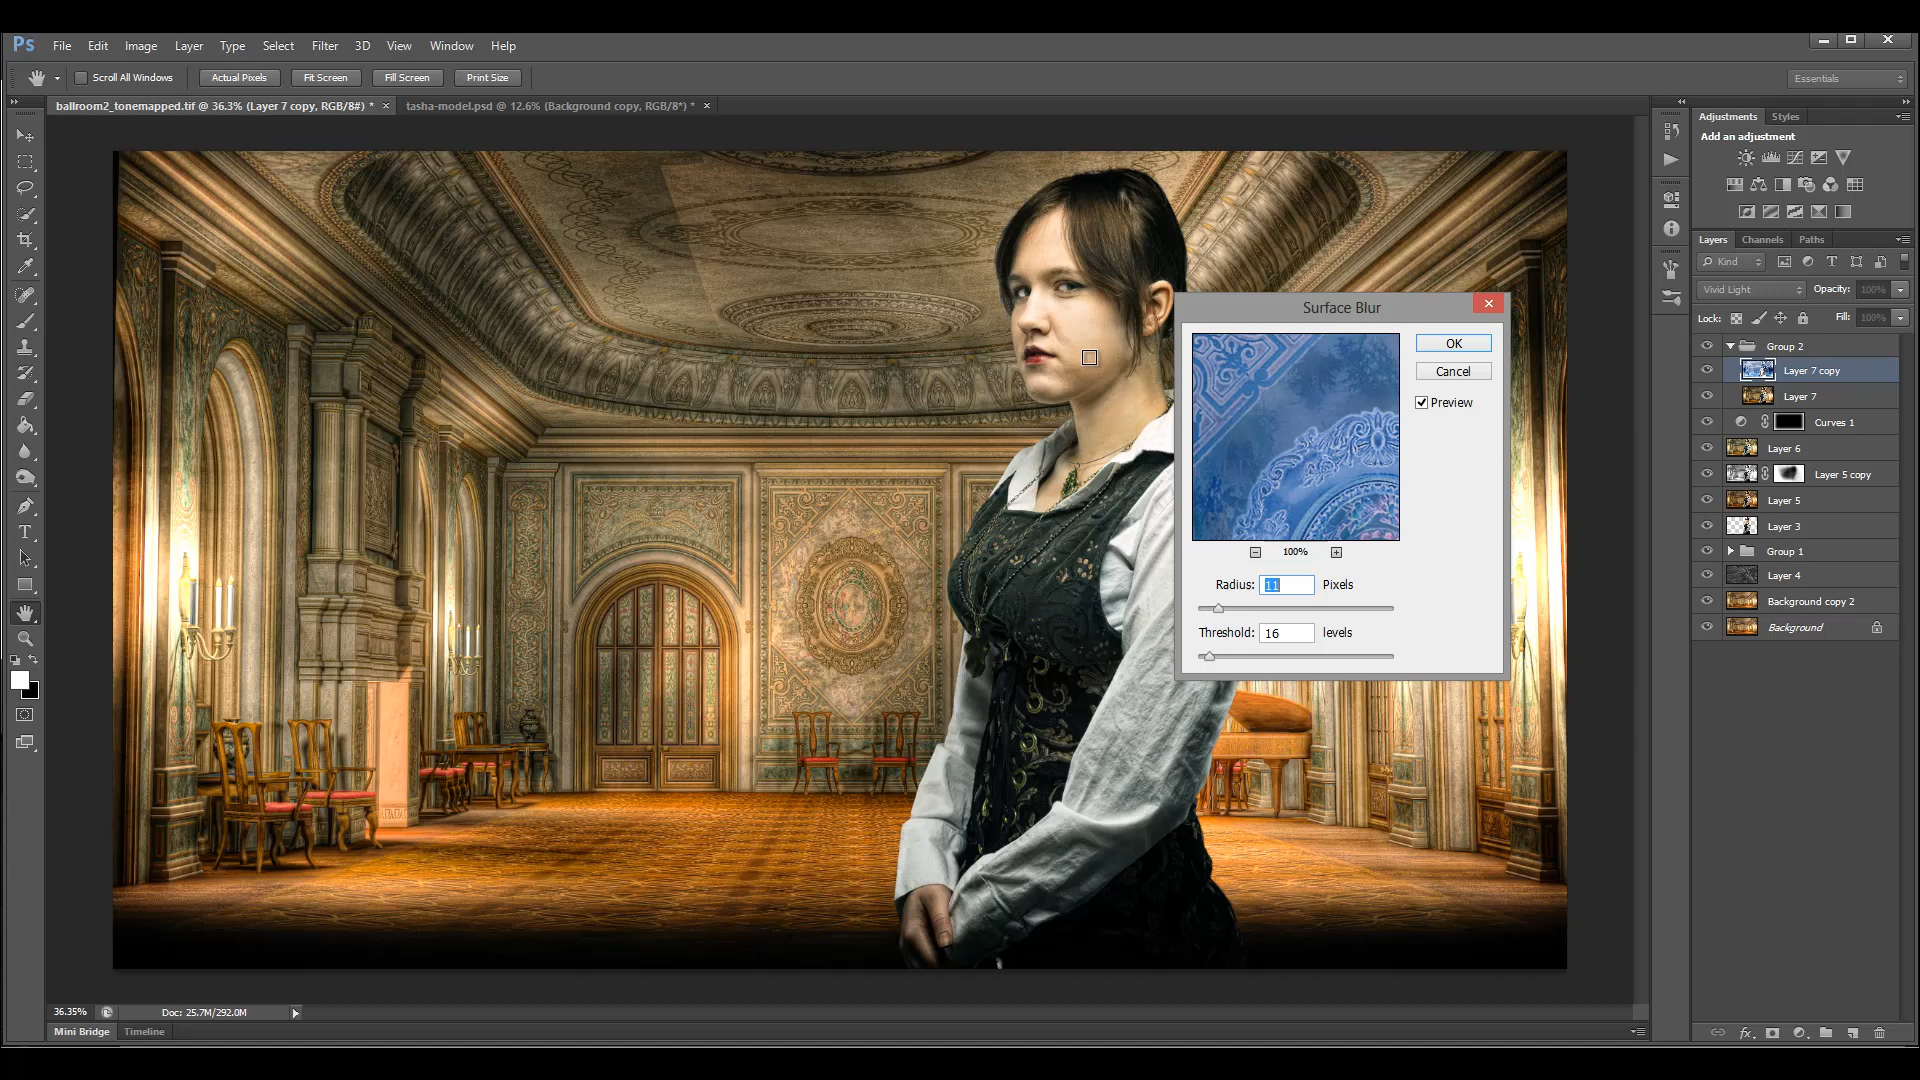 Ps File Edit Image Layer Type Select Filter 3D View Window Help
Scroll All Windows Actual Pixels Fit Screen Fill Screen Print Size Essentials
ballroom2_tonemapped.tif @ 36.3% (Layer 7 copy, RGB/8#) * × tasha-model.psd @ 12.6% (Background copy, RGB/8*) * ×
Adjustments Styles
Add an adjustment
Layers Channels Paths
Kind
Vivid Light Opacity: 100%
Lock: Fill: 100%
Group 2
Layer 7 copy
Layer 7
Curves 1
Layer 6
Layer 5 copy
Layer 5
Layer 3
Group 1
Layer 4
Background copy 2
Background
Surface Blur
OK
Cancel
Preview
100%
Radius: 11 Pixels
Threshold: 16 levels
36.35% Doc: 25.7M/292.0M
Mini Bridge Timeline
fx